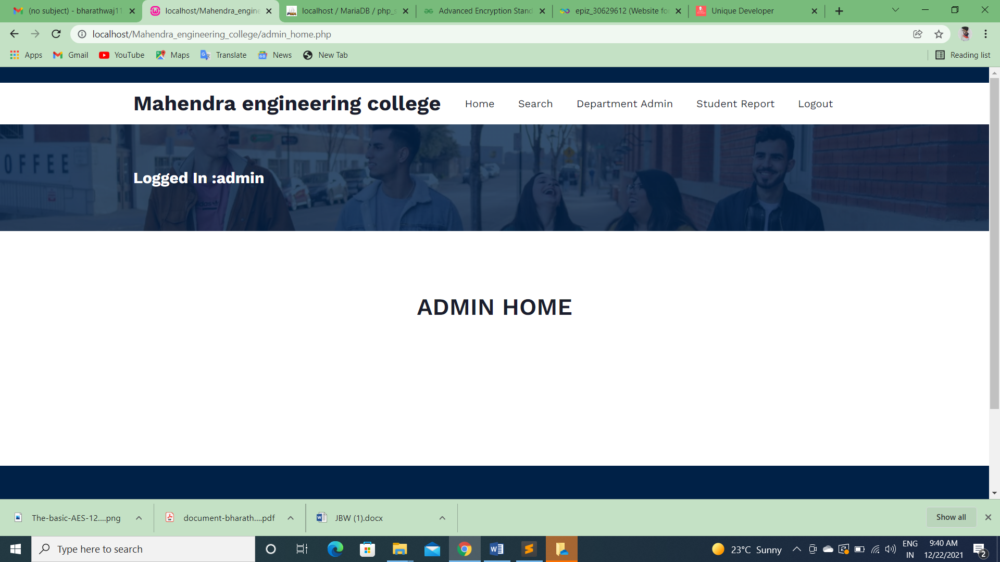 (no subject) - bharathwaj11
localhost/Mahendra_engine
localhost / MariaDB / php_s
Advanced Encryption Stand
epiz_30629612 (Website for
Unique Developer
localhost/Mahendra_engineering_college/admin_home.php
Apps
Gmail
YouTube
Maps
Translate
News
New Tab
Reading list
Mahendra engineering college
Home
Search
Department Admin
Student Report
Logout
OFFEE
Logged In :admin
ADMIN HOME
The-basic-AES-12....png
document-bharath....pdf
JBW (1).docx
Show all
Type here to search
23°C Sunny
ENG
IN
9:40 AM
12/22/2021
2